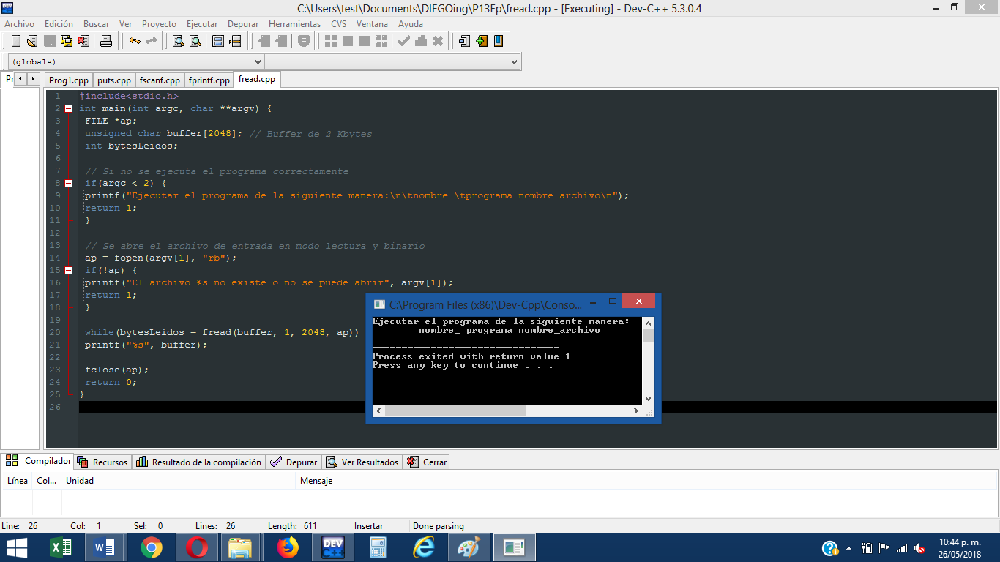 C:\Users\test\Documents\DIEGOing\P13Fp\fread.cpp - [Executing] - Dev-C++ 5.3.0.4
Archivo Edición Buscar Ver Proyecto Ejecutar Depurar Herramientas CVS Ventana Ayuda
(globals)
Pr Prog1.cpp puts.cpp fscanf.cpp fprintf.cpp fread.cpp
1 #include<stdio.h>
2 int main(int argc, char **argv) {
3 FILE *ap;
4 unsigned char buffer[2048]; // Buffer de 2 Kbytes
5 int bytesLeidos;
6
7 // Si no se ejecuta el programa correctamente
8 if(argc < 2) {
9 printf("Ejecutar el programa de la siguiente manera:\n\tnombre_\tprograma nombre_archivo\n");
10 return 1;
11 }
12
13 // Se abre el archivo de entrada en modo lectura y binario
14 ap = fopen(argv[1], "rb");
15 if(!ap) {
16 printf("El archivo %s no existe o no se puede abrir", argv[1]);
17 return 1;
18 }
19
20 while(bytesLeidos = fread(buffer, 1, 2048, ap))
21 printf("%s", buffer);
22
23 fclose(ap);
24 return 0;
25 }
26
C:\Program Files (x86)\Dev-Cpp\Conso...
Ejecutar el programa de la siguiente manera:
nombre_ programa nombre_archivo
--------------------------------
Process exited with return value 1
Press any key to continue . . .
Compilador Recursos Resultado de la compilación Depurar Ver Resultados Cerrar
Línea Col... Unidad Mensaje
Line: 26 Col: 1 Sel: 0 Lines: 26 Length: 611 Insertar Done parsing
10:44 p. m.
26/05/2018